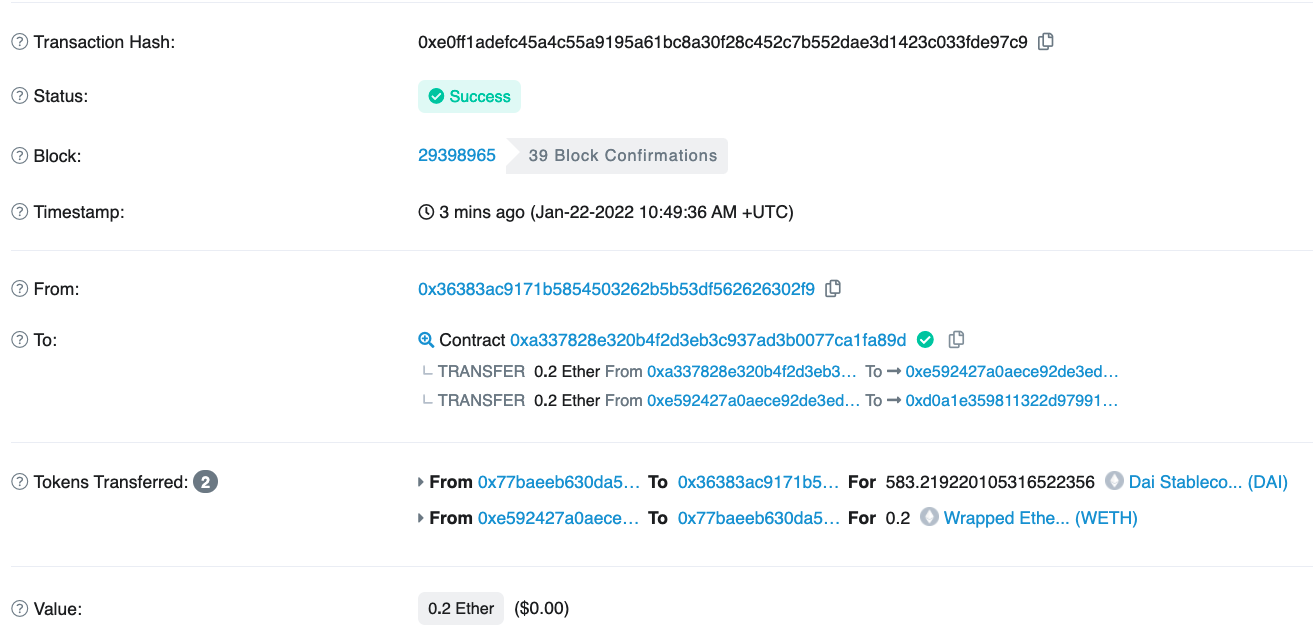 Transaction Hash: 0xe0ff1adefc45a4c55a9195a61bc8a30f28c452c7b552dae3d1423c033fde97c9
Status: Success
Block: 29398965 39 Block Confirmations
Timestamp: 3 mins ago (Jan-22-2022 10:49:36 AM +UTC)
From: 0x36383ac9171b5854503262b5b53df562626302f9
To: Contract 0xa337828e320b4f2d3eb3c937ad3b0077ca1fa89d
TRANSFER 0.2 Ether From 0xa337828e320b4f2d3eb3... To → 0xe592427a0aece92de3ed...
TRANSFER 0.2 Ether From 0xe592427a0aece92de3ed... To → 0xd0a1e359811322d97991...
Tokens Transferred: 2 From 0x77baeeb630da5... To 0x36383ac9171b5... For 583.219220105316522356 Dai Stableco... (DAI)
From 0xe592427a0aece... To 0x77baeeb630da5... For 0.2 Wrapped Ethe... (WETH)
Value: 0.2 Ether ($0.00)